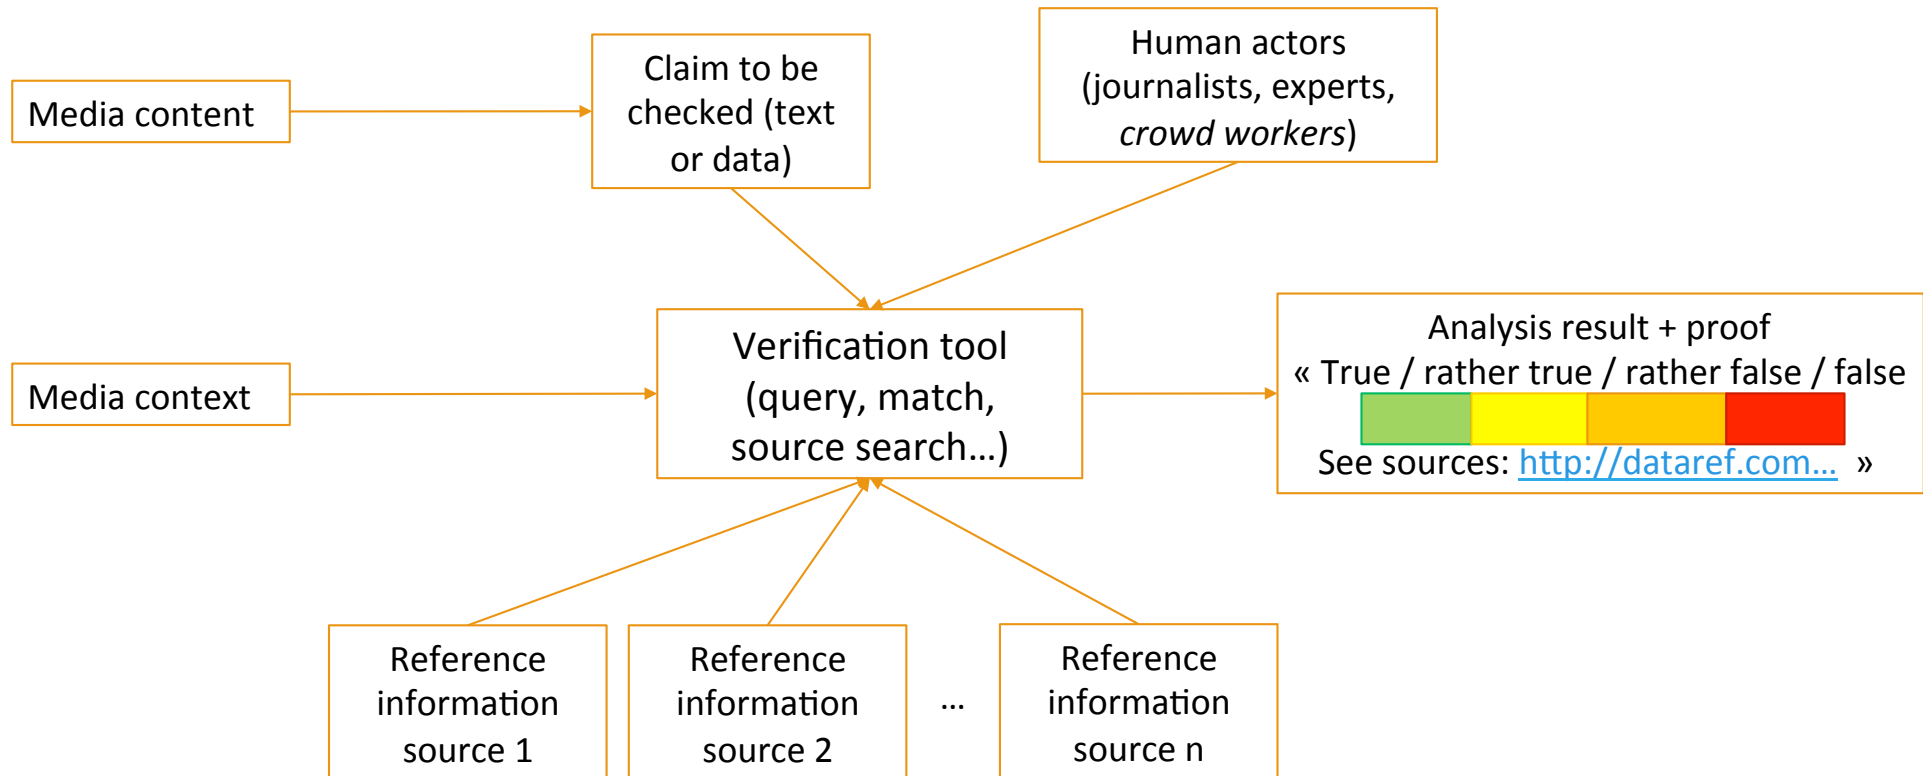 Media content
Claim to be
checked (text
or data)
Human actors
(journalists, experts,
crowd workers)
Media context
Verification tool
(query, match,
source search…)
Analysis result + proof
« True / rather true / rather false / false
See sources: http://dataref.com… »
Reference
information
source 1
Reference
information
source 2
…
Reference
information
source n